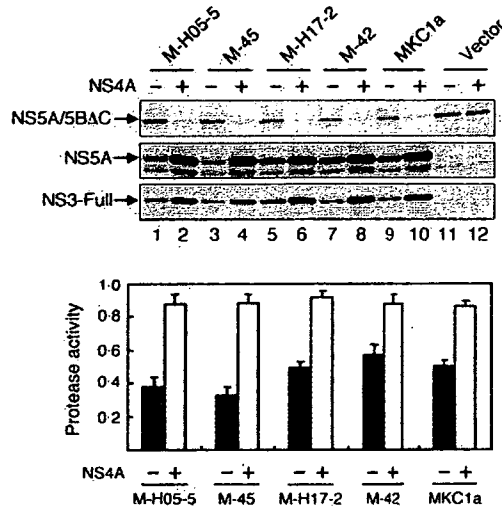 M-H05-5 M-45 M-H17-2 M-42 MKC1a Vector
NS4A − + − + − + − + − + − +
NS5A/5BΔC
NS5A
NS3-Full
1 2 3 4 5 6 7 8 9 10 11 12
Protease activity
1·0
0·8
0·6
0·4
0·2
NS4A − + − + − + − + − +
M-H05-5 M-45 M-H17-2 M-42 MKC1a